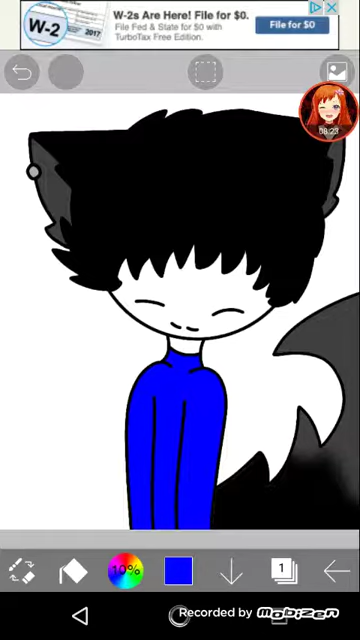 W-2s Are Here! File for $0.
File Fed & State for $0 with
TurboTax Free Edition.
File for $0
W-2
2017
08:23
10%
1
Recorded by mobizen